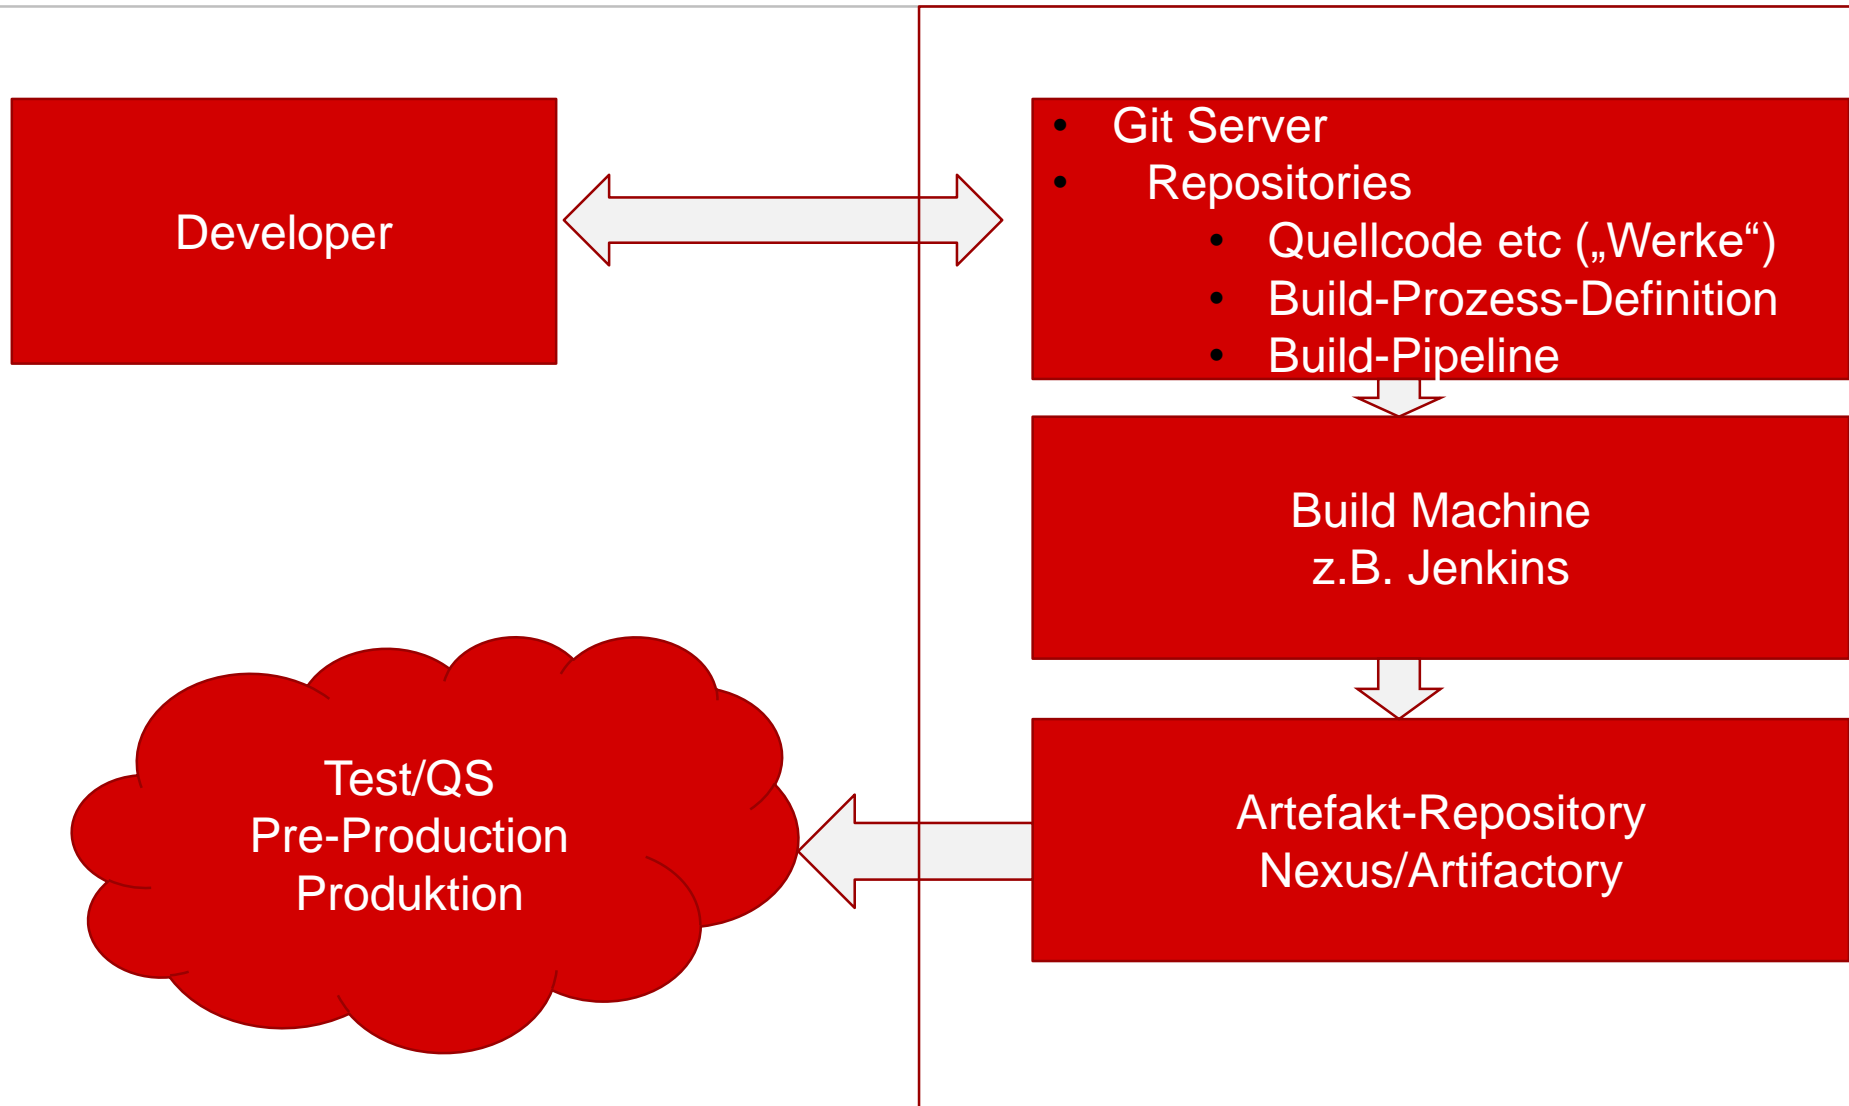 Developer
• Git Server
• Repositories
• Quellcode etc („Werke“)
• Build-Prozess-Definition
• Build-Pipeline
Build Machine
z.B. Jenkins
Test/QS
Pre-Production
Produktion
Artefakt-Repository
Nexus/Artifactory